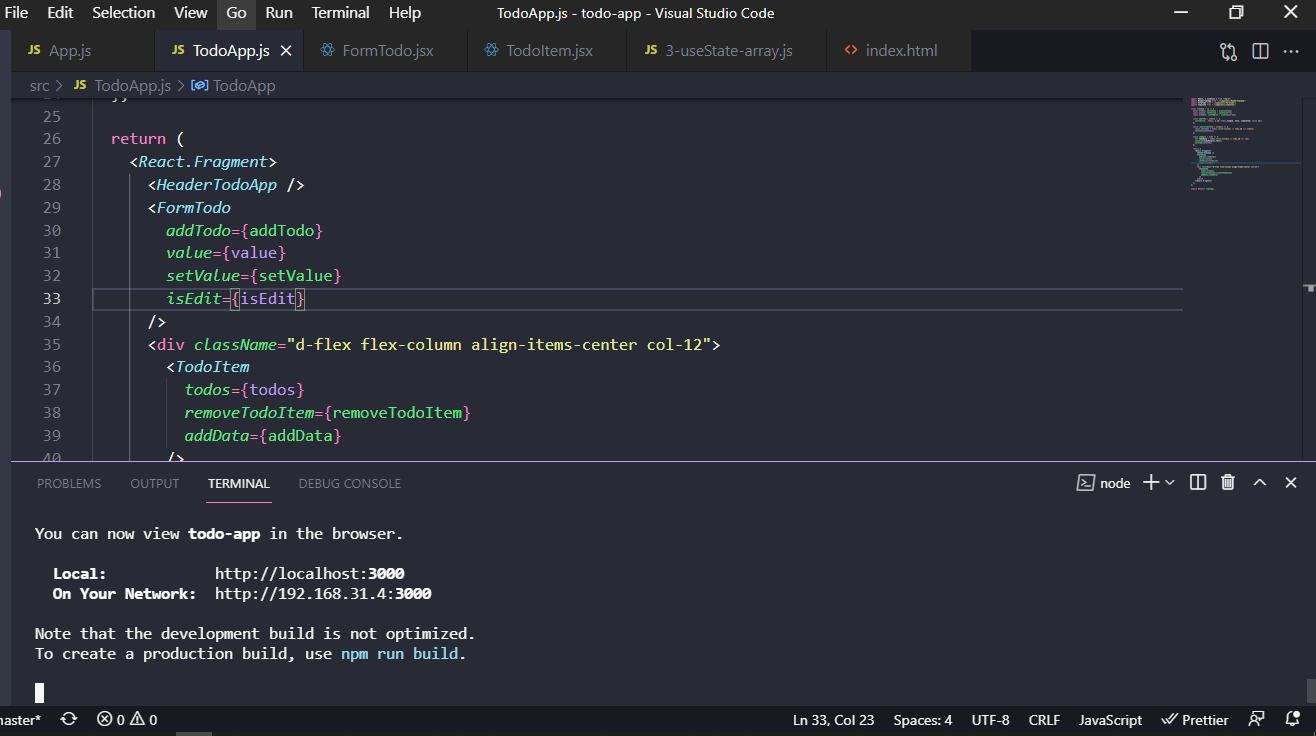 File Edit Selection View Go Run Terminal Help TodoApp.js - todo-app - Visual Studio Code
JS App.js JS TodoApp.js FormTodo.jsx TodoItem.jsx JS 3-useState-array.js <> index.html
src > JS TodoApp.js > TodoApp
25
26 return (
27 <React.Fragment>
28 <HeaderTodoApp />
29 <FormTodo
30 addTodo={addTodo}
31 value={value}
32 setValue={setValue}
33 isEdit={isEdit}
34 />
35 <div className="d-flex flex-column align-items-center col-12">
36 <TodoItem
37 todos={todos}
38 removeTodoItem={removeTodoItem}
39 addData={addData}
40 />
PROBLEMS OUTPUT TERMINAL DEBUG CONSOLE node
You can now view todo-app in the browser.
Local: http://localhost:3000
On Your Network: http://192.168.31.4:3000
Note that the development build is not optimized.
To create a production build, use npm run build.
naster* 0 0 Ln 33, Col 23 Spaces: 4 UTF-8 CRLF JavaScript Prettier